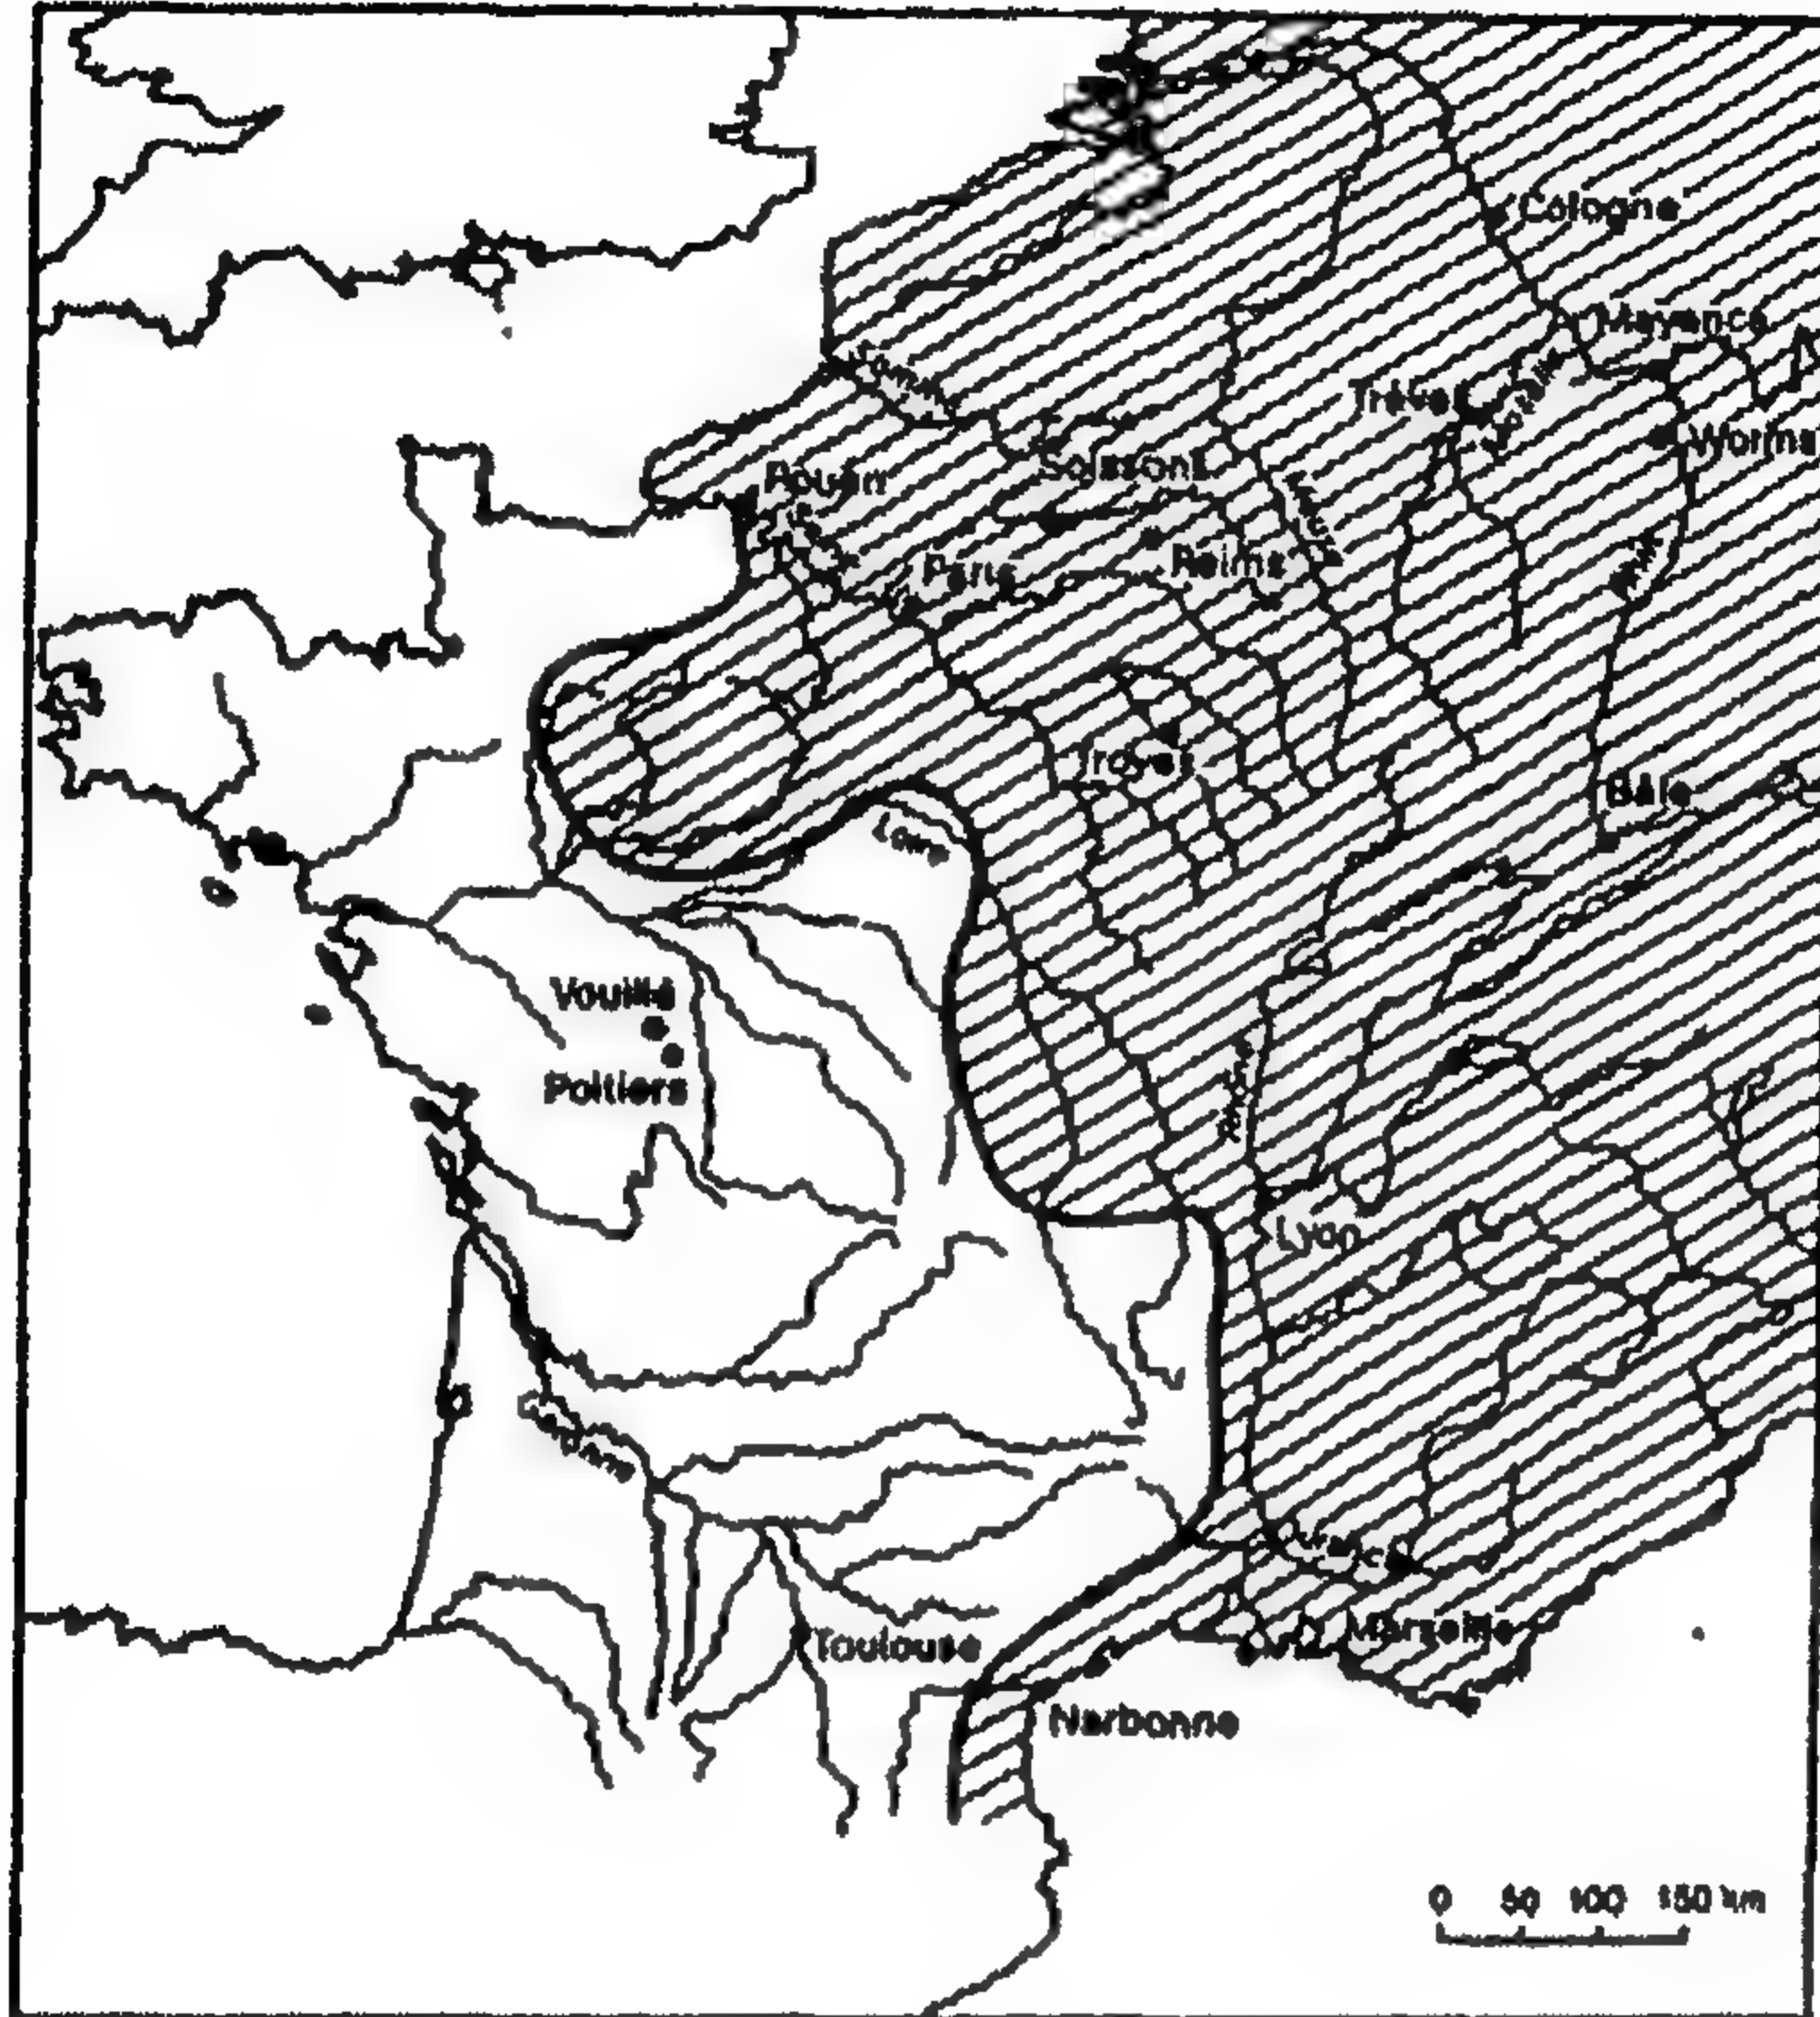 Cologne
Mayence
Trèves
Worms
Soissons
Rouen
Reims
Paris
Troyes
Bâle
Loire
Vouillé
Poitiers
Rhône
Lyon
Marseille
Toulouse
Narbonne
0 50 100 150 km